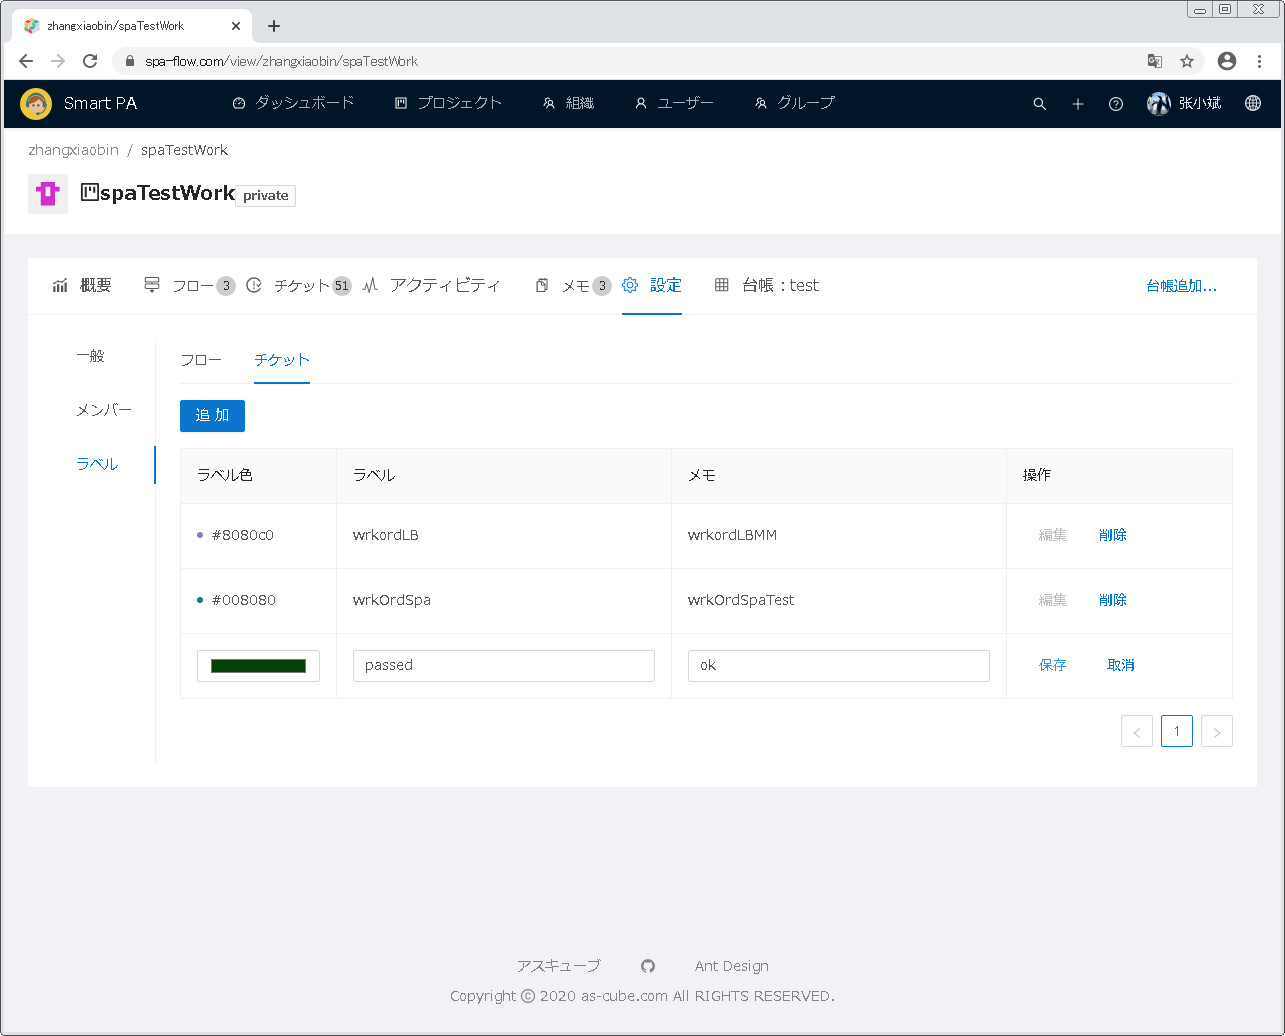 zhangxiaobin/spaTestWork
spa-flow.com/view/zhangxiaobin/spaTestWork
Smart PA ダッシュボード プロジェクト 組織 ユーザー グループ 张小斌
zhangxiaobin / spaTestWork
spaTestWork private
概要 フロー 3 チケット 51 アクティビティ メモ 3 設定 台帳：test 台帳追加...
一般
メンバー
ラベル
フロー チケット
追 加
ラベル色 ラベル メモ 操作
#8080c0 wrkordLB wrkordLBMM 編集 削除
#008080 wrkOrdSpa wrkOrdSpaTest 編集 削除
passed ok 保存 取消
< 1 >
アスキューブ Ant Design
Copyright © 2020 as-cube.com All RIGHTS RESERVED.